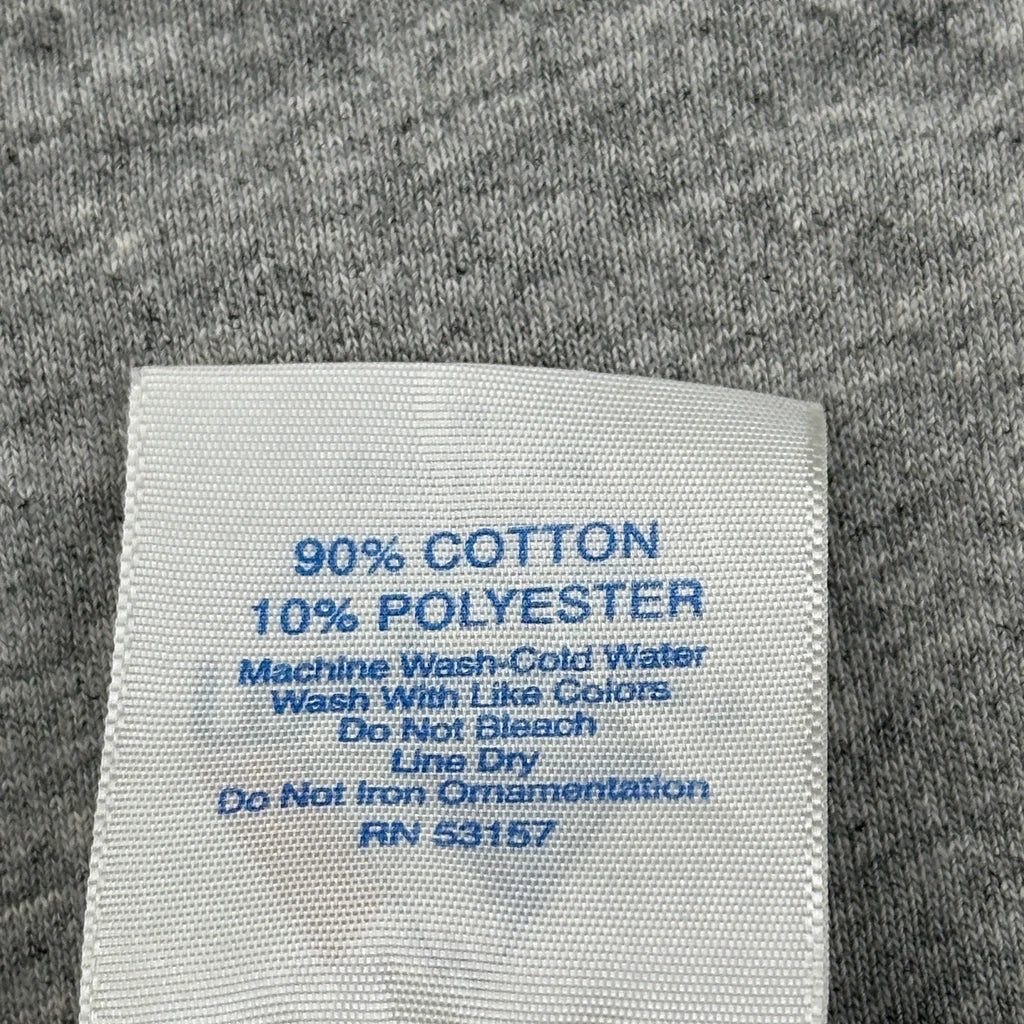 90% COTTON
10% POLYESTER
Machine Wash-Cold Water
Wash With Like Colors
Do Not Bleach
Line Dry
Do Not Iron Ornamentation
RN 53157